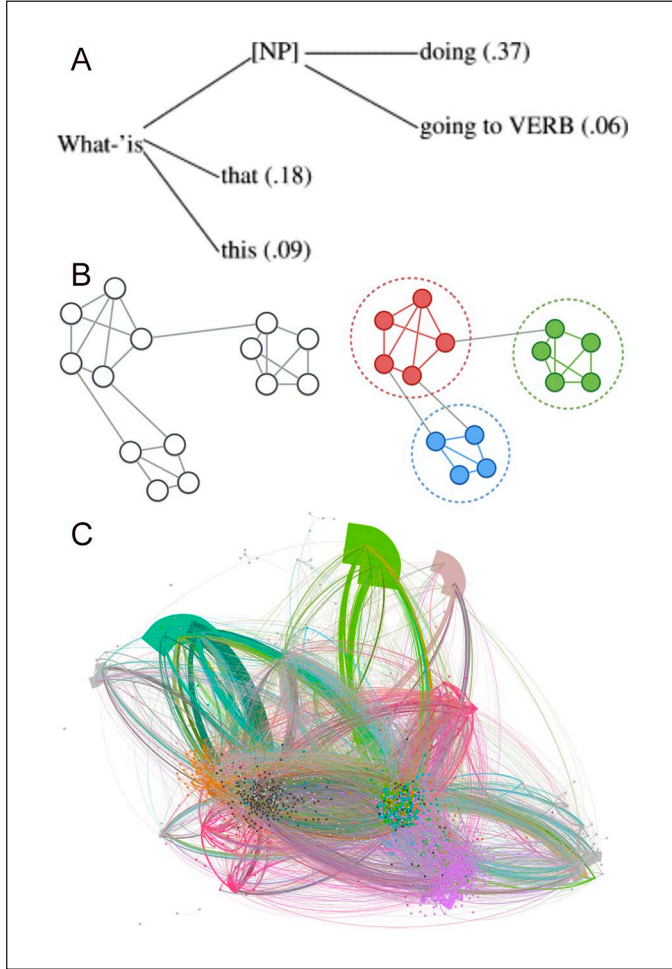 A
[NP]
doing (.37)
going to VERB (.06)
What-'is
that (.18)
this (.09)
B
C